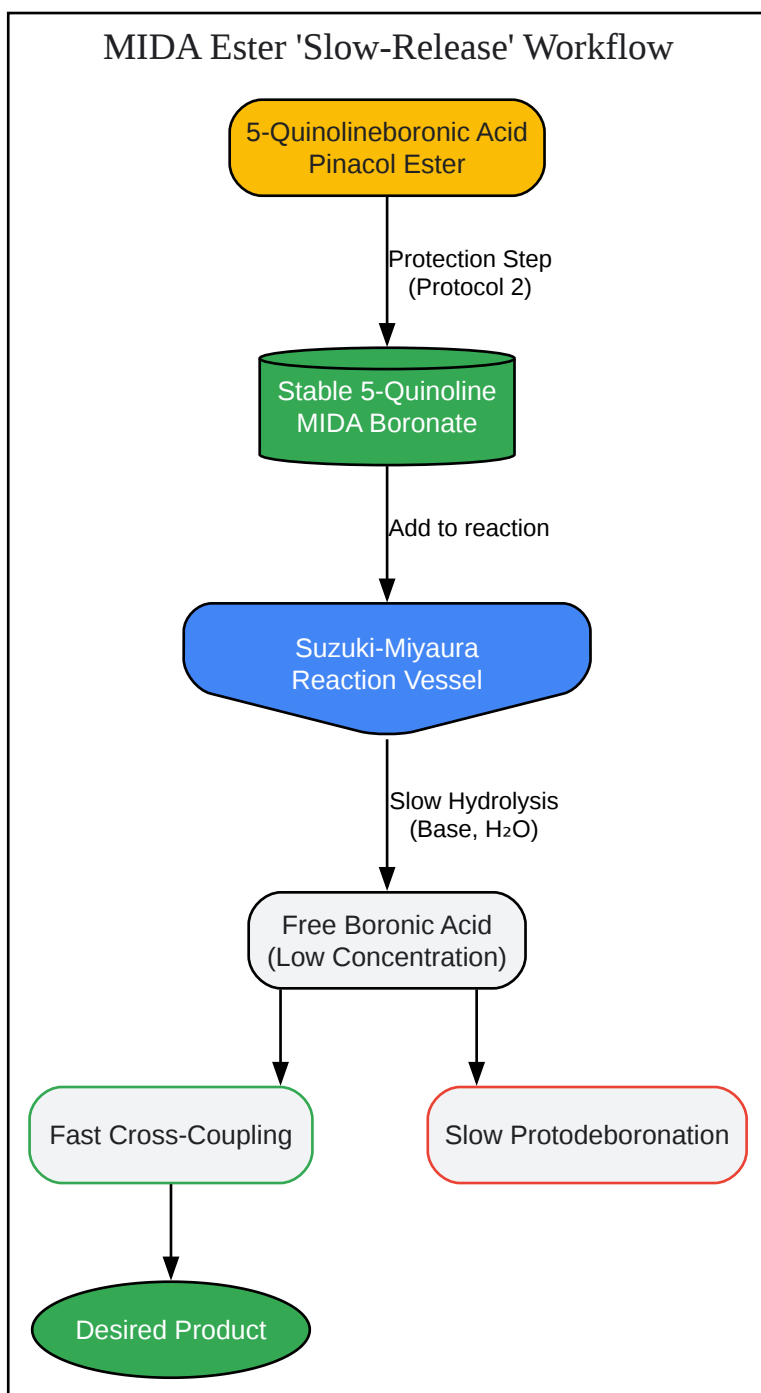 MIDA Ester 'Slow-Release' Workflow
5-Quinolineboronic Acid
Pinacol Ester
Protection Step
(Protocol 2)
Stable 5-Quinoline
MIDA Boronate
Add to reaction
Suzuki-Miyaura
Reaction Vessel
Slow Hydrolysis
(Base, H₂O)
Free Boronic Acid
(Low Concentration)
Fast Cross-Coupling
Slow Protodeboronation
Desired Product